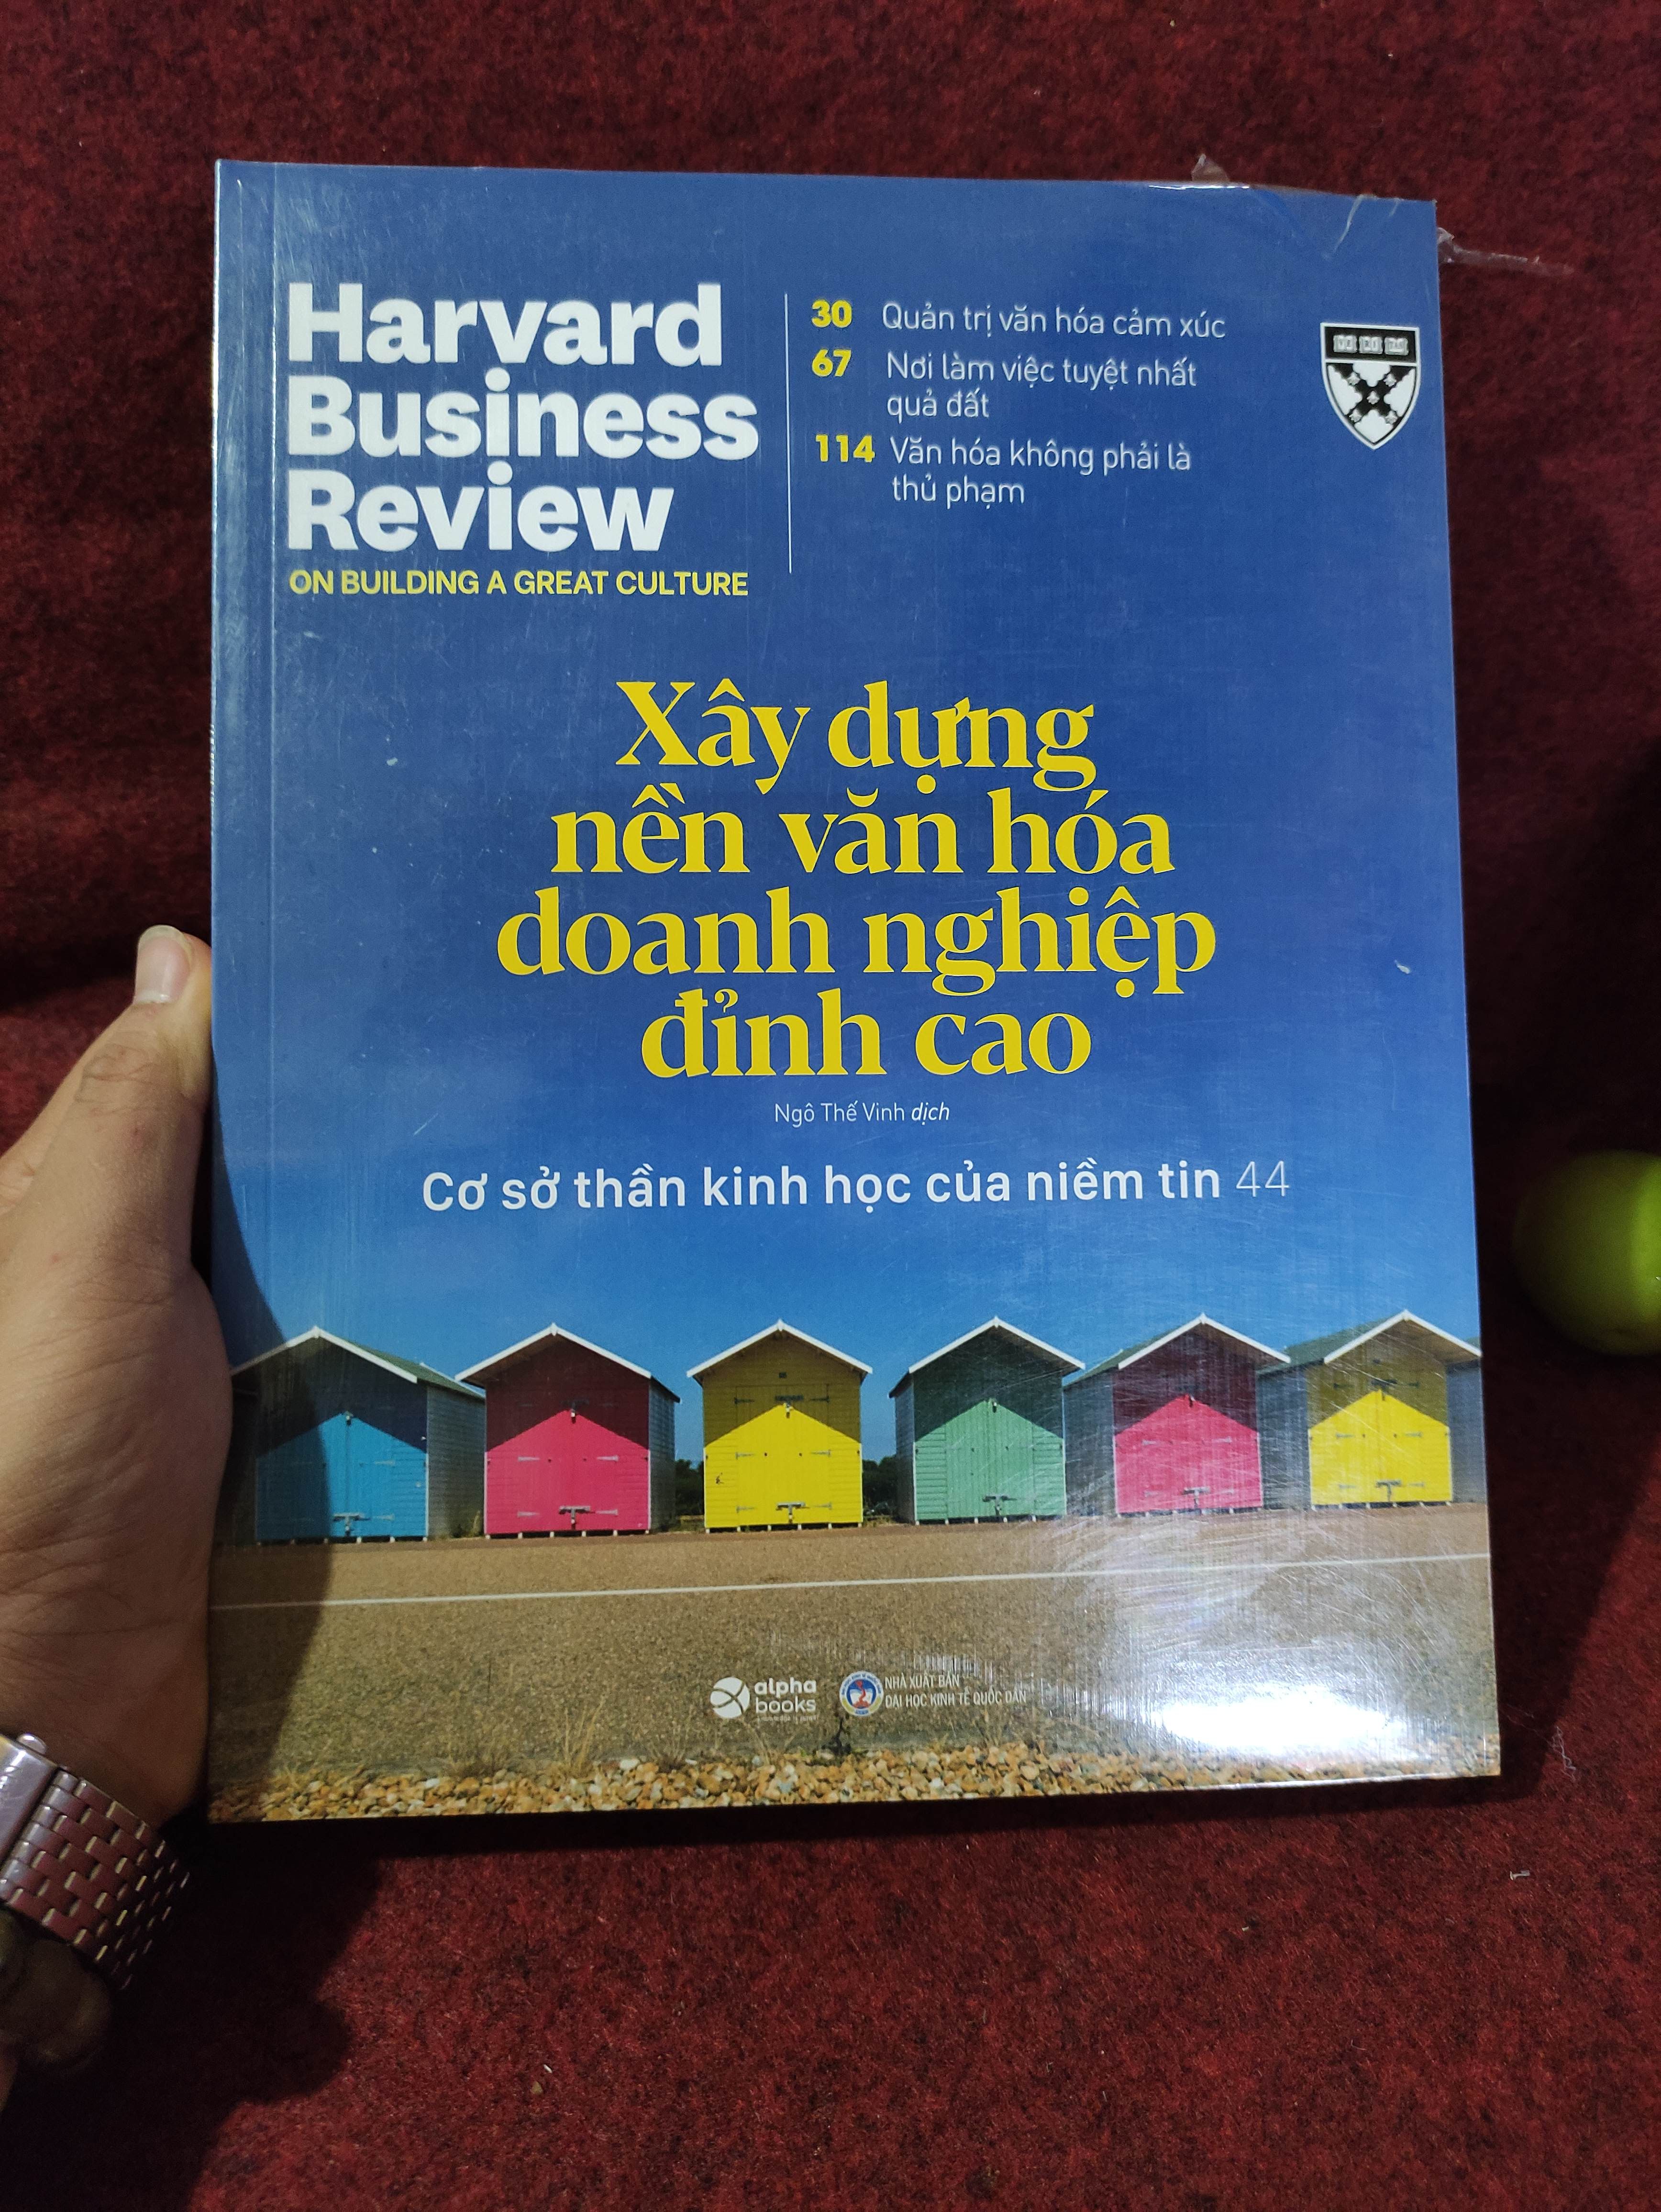 Harvard
Business
Review
ON BUILDING A GREAT CULTURE
30 Quản trị văn hóa cảm xúc
67 Nơi làm việc tuyệt nhất
quả đất
114 Văn hóa không phải là
thủ phạm
Xây dựng
nền văn hóa
doanh nghiệp
đỉnh cao
Ngô Thế Vinh dịch
Cơ sở thần kinh học của niềm tin 44
alpha
books
NHÀ XUẤT BẢN
ĐẠI HỌC KINH TẾ QUỐC DÂN